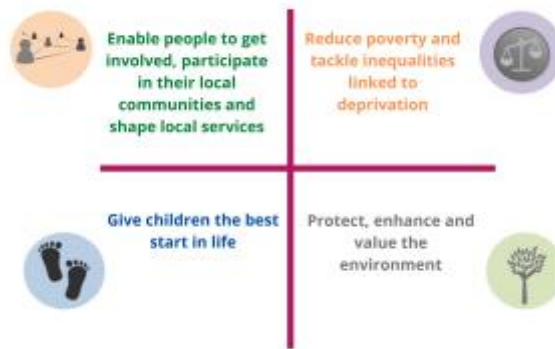 Enable people to get
involved, participate
in their local
communities and
shape local services
Reduce poverty and
tackle inequalities
linked to
deprivation
Give children the best
start in life
Protect, enhance and
value the
environment